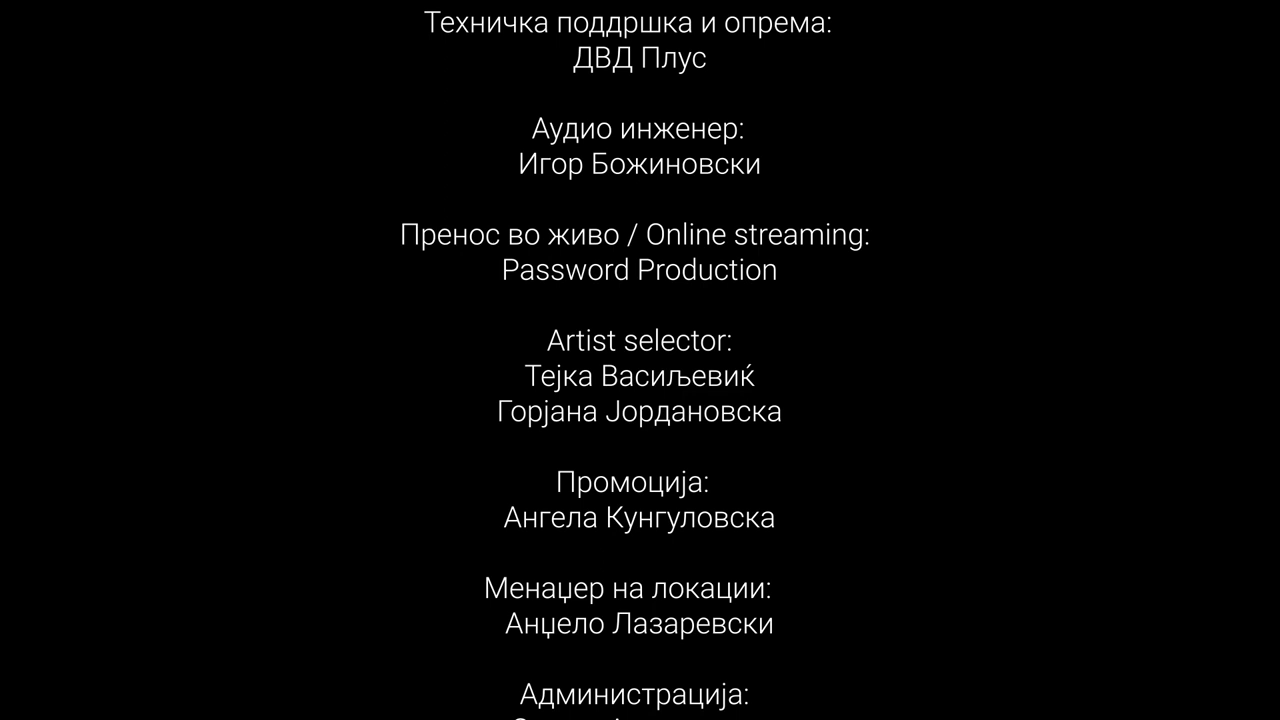 Техничка поддршка и опрема:
ДВД Плус
Аудио инженер:
Игор Божиновски
Пренос во живо / Online streaming:
Password Production
Artist selector:
Тејка Васиљевиќ
Горјана Јордановска
Промоција:
Ангела Кунгуловска
Менаџер на локации:
Анџело Лазаревски
Администрација: